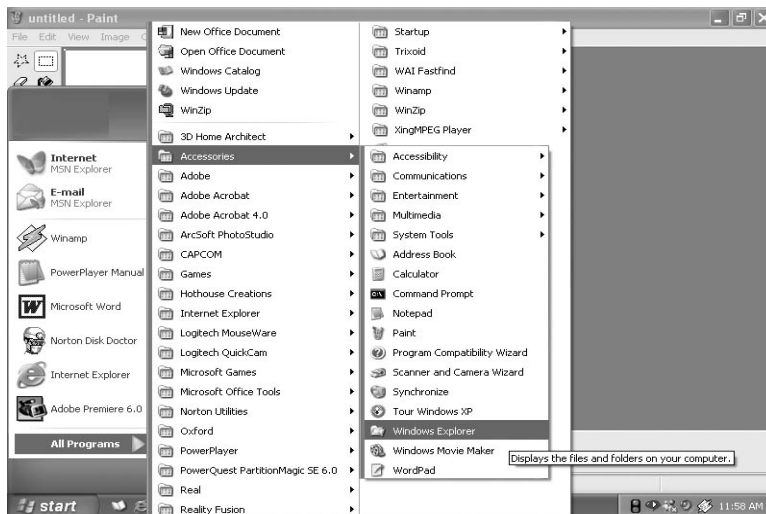 untitled - Paint
File Edit View Image
Internet
MSN Explorer
E-mail
MSN Explorer
Winamp
PowerPlayer Manual
Microsoft Word
Norton Disk Doctor
Internet Explorer
Adobe Premiere 6.0
All Programs
New Office Document
Open Office Document
Windows Catalog
Windows Update
WinZip
3D Home Architect
Accessories
Adobe
Adobe Acrobat
Adobe Acrobat 4.0
ArcSoft PhotoStudio
CAPCOM
Games
Hothouse Creations
Internet Explorer
Logitech MouseWare
Logitech QuickCam
Microsoft Games
Microsoft Office Tools
Norton Utilities
Oxford
PowerPlayer
PowerQuest PartitionMagic SE 6.0
Real
Reality Fusion
Startup
Trixoid
WAI Fastfind
Winamp
WinZip
XingMPEG Player
Accessibility
Communications
Entertainment
Multimedia
System Tools
Address Book
Calculator
Command Prompt
Notepad
Paint
Program Compatibility Wizard
Scanner and Camera Wizard
Synchronize
Tour Windows XP
Windows Explorer
Windows Movie Maker
WordPad
Displays the files and folders on your computer.
start
11:58 AM